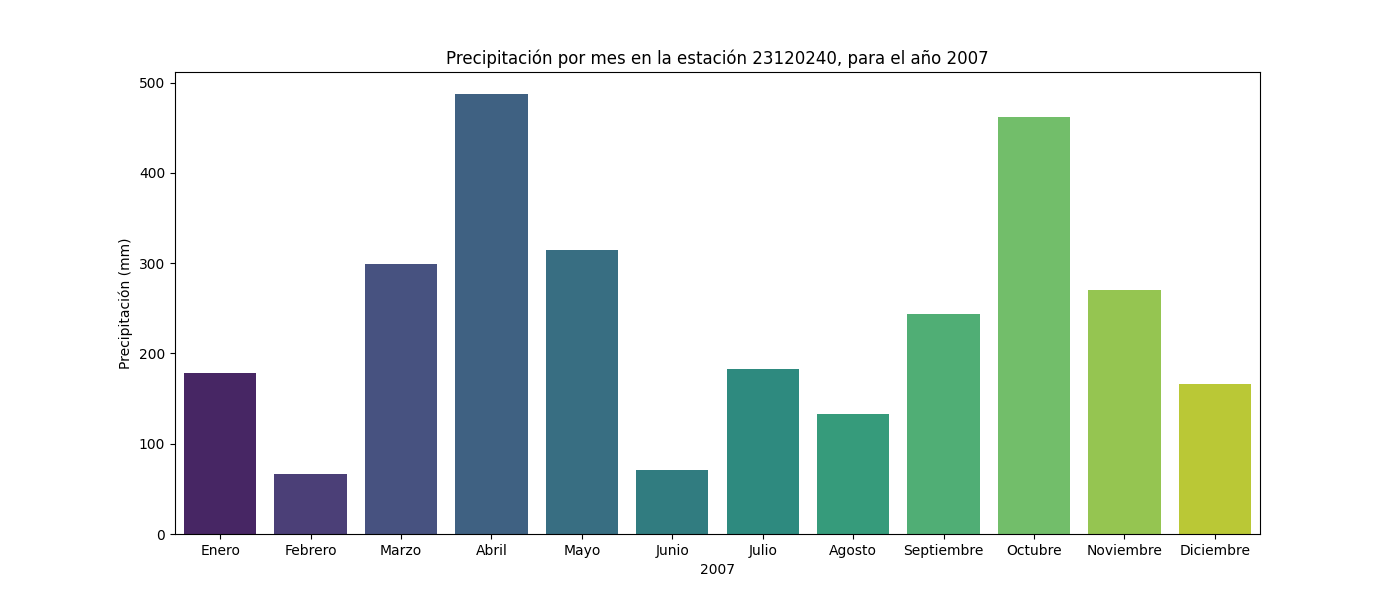 Precipitación por mes en la estación 23120240, para el año 2007
Precipitación (mm)
500
400
300
200
100
0
Enero Febrero Marzo Abril Mayo Junio Julio Agosto Septiembre Octubre Noviembre Diciembre
2007